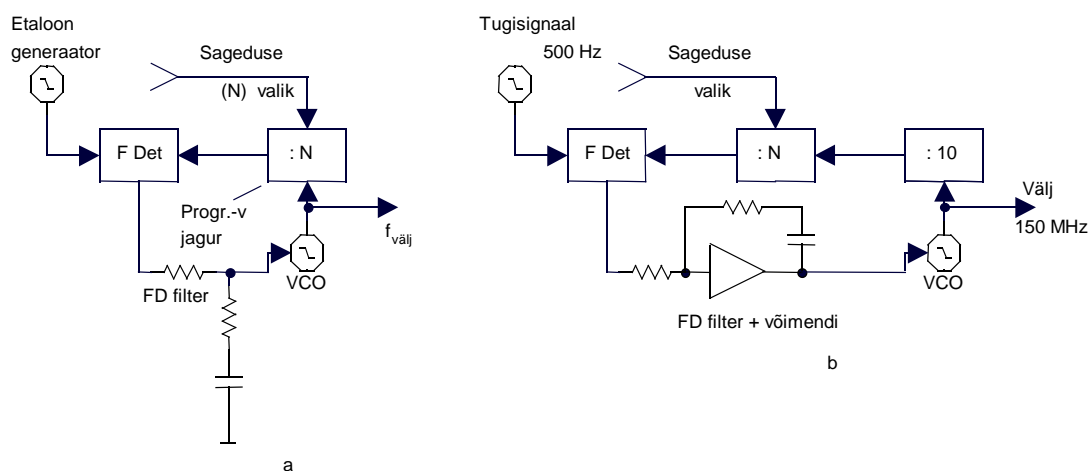 Etaloon
generaator
Sageduse
(N) valik
F Det
: N
Progr.-v
jagur
f välj
VCO
FD filter
a
Tugisignaal
500 Hz
Sageduse
valik
F Det
: N
: 10
Välj
150 MHz
VCO
FD filter + võimendi
b